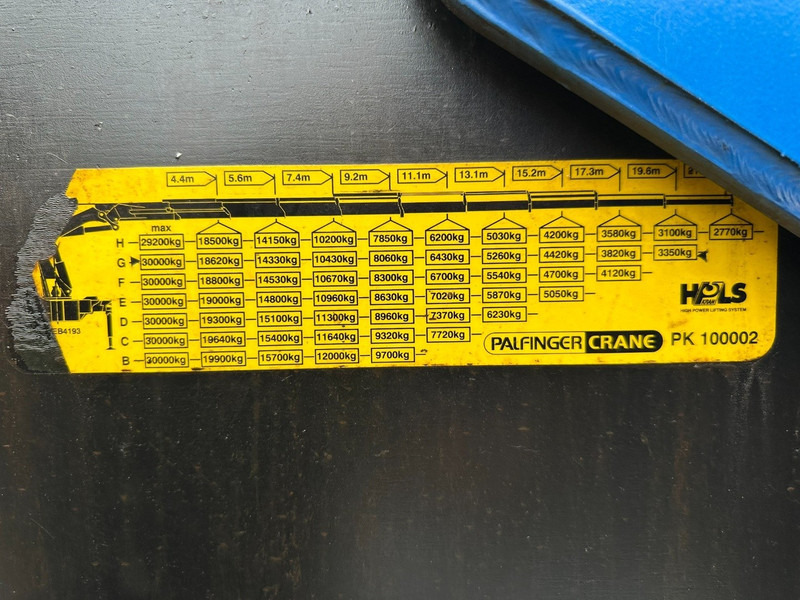 4.4m 5.6m 7.4m 9.2m 11.1m 13.1m 15.2m 17.3m 19.6m
max
H 29200kg 18500kg 14150kg 10200kg 7850kg 6200kg 5030kg 4200kg 3580kg 3100kg 2770kg
G 30000kg 18620kg 14330kg 10430kg 8060kg 6430kg 5260kg 4420kg 3820kg 3350kg
F 30000kg 18800kg 14530kg 10670kg 8300kg 6700kg 5540kg 4700kg 4120kg
E 30000kg 19000kg 14800kg 10960kg 8630kg 7020kg 5870kg 5050kg
D 30000kg 19300kg 15100kg 11300kg 8960kg 7370kg 6230kg
C 30000kg 19640kg 15400kg 11640kg 9320kg 7720kg
B 30000kg 19900kg 15700kg 12000kg 9700kg
EB4193
HPLS
HIGH POWER LIFTING SYSTEM
PALFINGER CRANE PK 100002